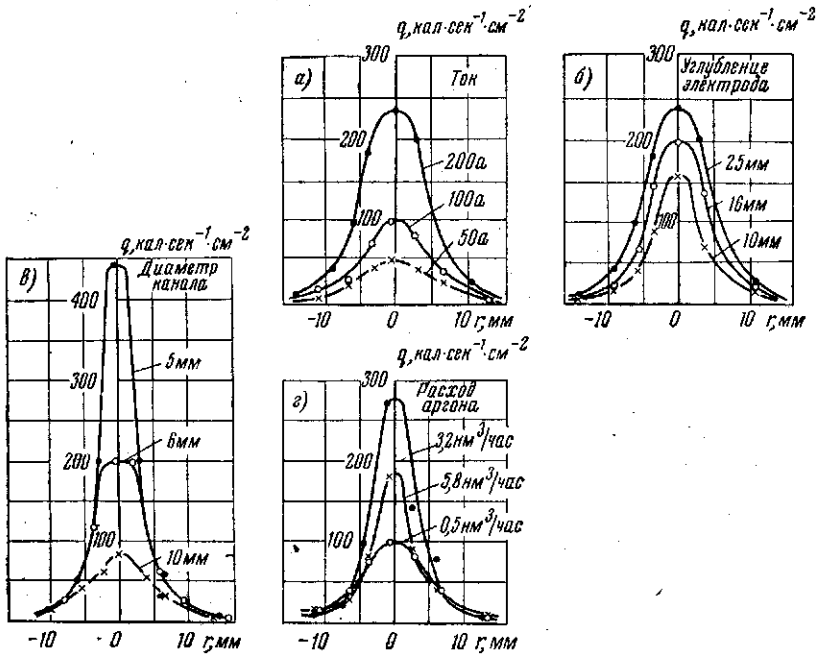 q, кал·сек⁻¹·см⁻²
300
а)
Ток
200
200а
100а
100
50а
-10 0 10 r, мм
q, кал·сек⁻¹·см⁻²
300
б)
Углубление
электрода
200
25мм
16мм
100
10мм
-10 0 10 r, мм
q, кал·сек⁻¹·см⁻²
в)
Диаметр
канала
400
5мм
300
6мм
200
100
10мм
-10 0 10 r, мм
q, кал·сек⁻¹·см⁻²
300
г)
Расход
аргона
3,2нм³/час
200
5,8нм³/час
0,5нм³/час
100
-10 0 10 r, мм